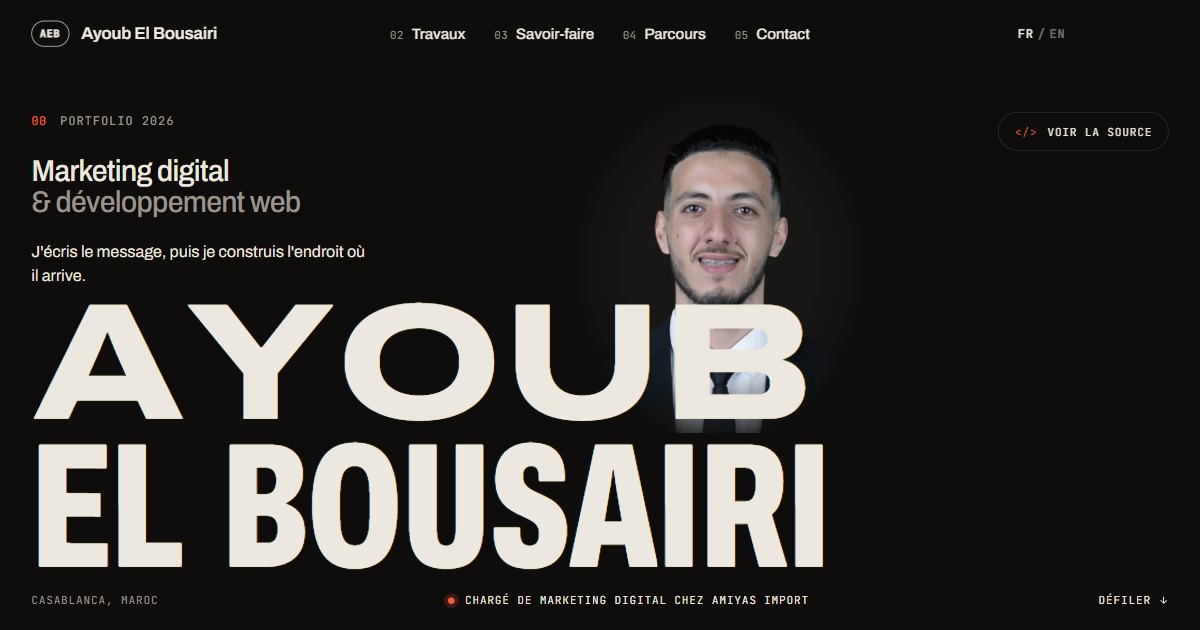 AEB Ayoub El Bousairi
02 Travaux 03 Savoir-faire 04 Parcours 05 Contact
FR / EN
00 PORTFOLIO 2026
</> VOIR LA SOURCE
Marketing digital
& développement web
J'écris le message, puis je construis l'endroit où
il arrive.
AYOUB
EL BOUSAIRI
CASABLANCA, MAROC
CHARGÉ DE MARKETING DIGITAL CHEZ AMIYAS IMPORT
DÉFILER ↓